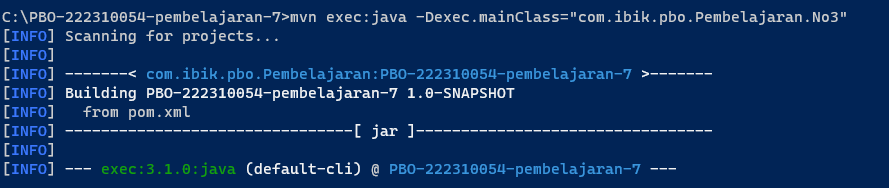 C:\PBO-222310054-pembelajaran-7>mvn exec:java -Dexec.mainClass="com.ibik.pbo.Pembelajaran.No3"
[INFO] Scanning for projects...
[INFO]
[INFO] -------< com.ibik.pbo.Pembelajaran:PBO-222310054-pembelajaran-7 >-------
[INFO] Building PBO-222310054-pembelajaran-7 1.0-SNAPSHOT
[INFO]   from pom.xml
[INFO] --------------------------------[ jar ]---------------------------------
[INFO]
[INFO] --- exec:3.1.0:java (default-cli) @ PBO-222310054-pembelajaran-7 ---